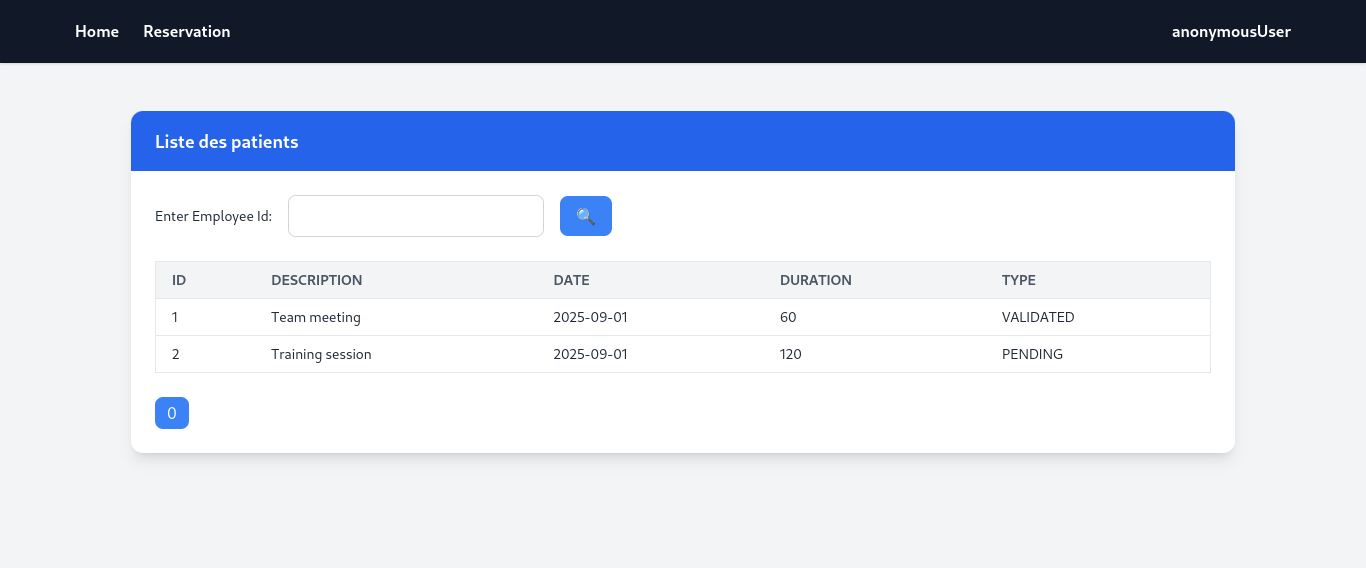 Home Reservation anonymousUser
Liste des patients
Enter Employee Id: 🔍
ID DESCRIPTION DATE DURATION TYPE
1 Team meeting 2025-09-01 60 VALIDATED
2 Training session 2025-09-01 120 PENDING
0